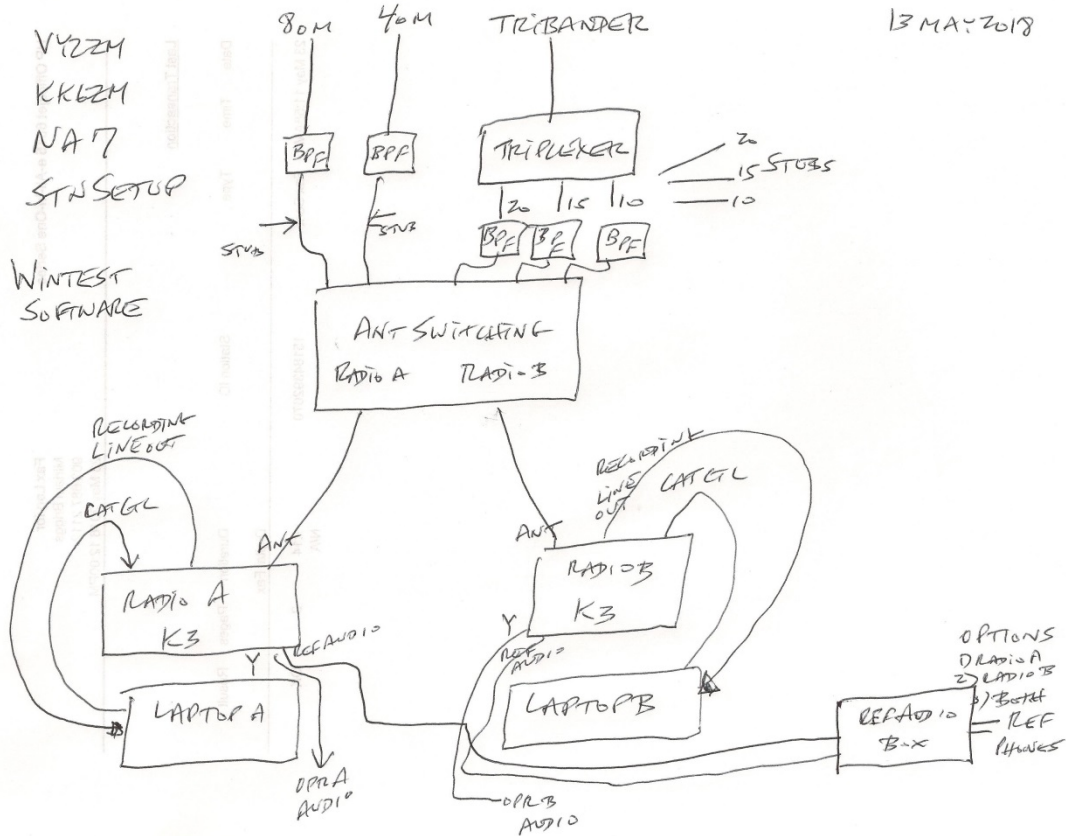 80M 40M TRIBANDER 13 MAY 2018
VY2ZM
KK6ZM
NA7
STN SETUP
WINTEST
SOFTWARE
BPF BPF TRIPLEXER
20
15 STUBS
10
20 15 10
BPF BPF BPF
STUB STUB
ANT SWITCHING
RADIO A RADIO B
RECORDING
LINE OUT
CAT CTL
ANT
RADIO A
K3
Y REF AUDIO
LAPTOP A
OPR A
AUDIO
RECORDING
LINE
OUT
CAT CTL
ANT
RADIO B
K3
Y
REF
AUDIO
LAPTOP B
OPR B
AUDIO
OPTIONS
1) RADIO A
2) RADIO B
3) BOTH
REF AUDIO
BOX
REF
PHONES